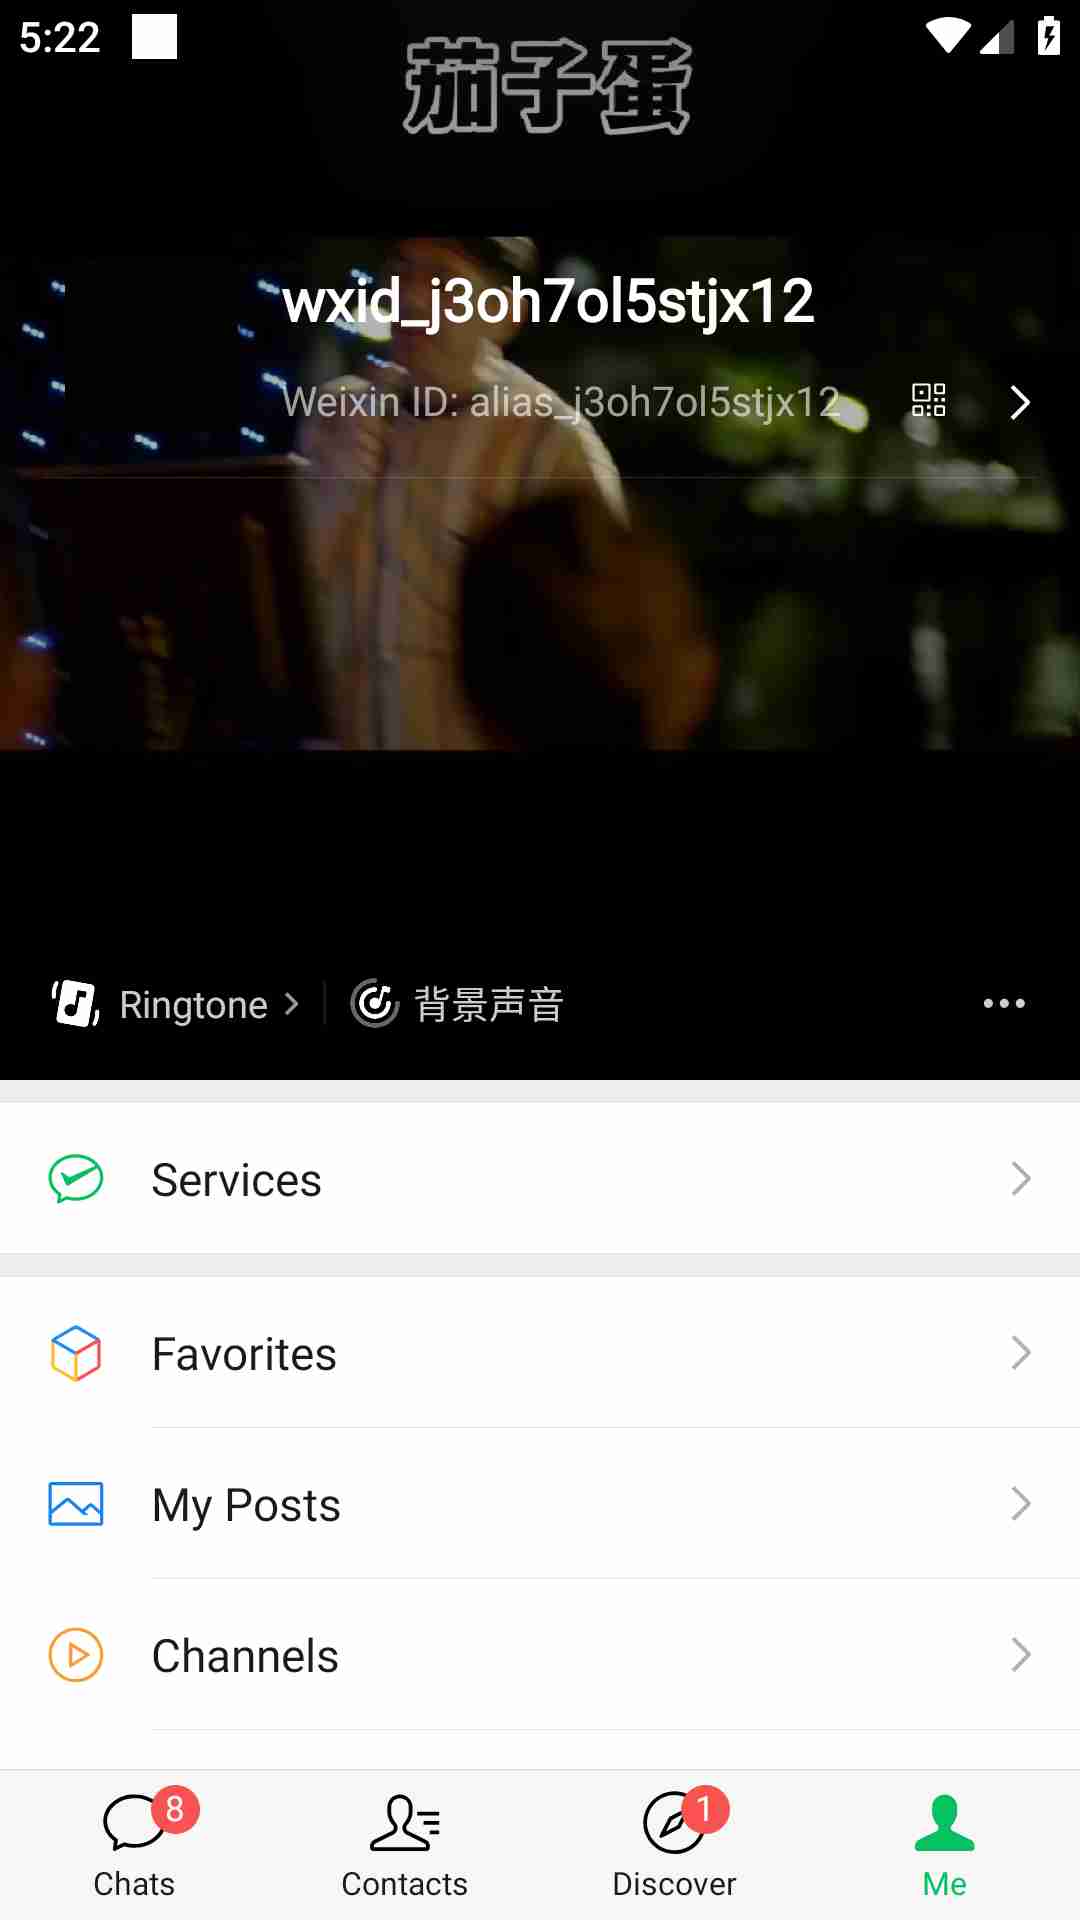 5:22
茄子蛋
wxid_j3oh7ol5stjx12
Weixin ID: alias_j3oh7ol5stjx12
Ringtone
背景声音
Services
Favorites
My Posts
Channels
8
1
Chats
Contacts
Discover
Me